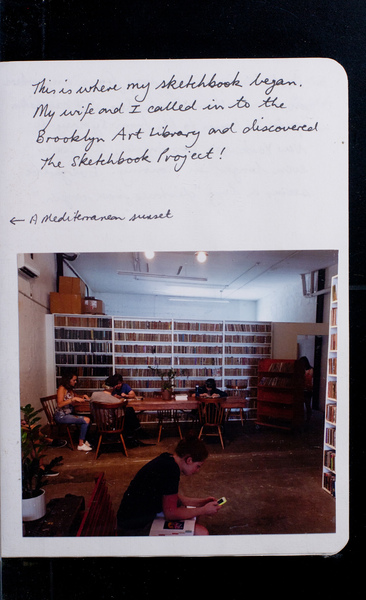 This is where my sketchbook began.
My wife and I called in to the
Brooklyn Art Library and discovered
The Sketchbook Project!
← A Mediterranean sunset